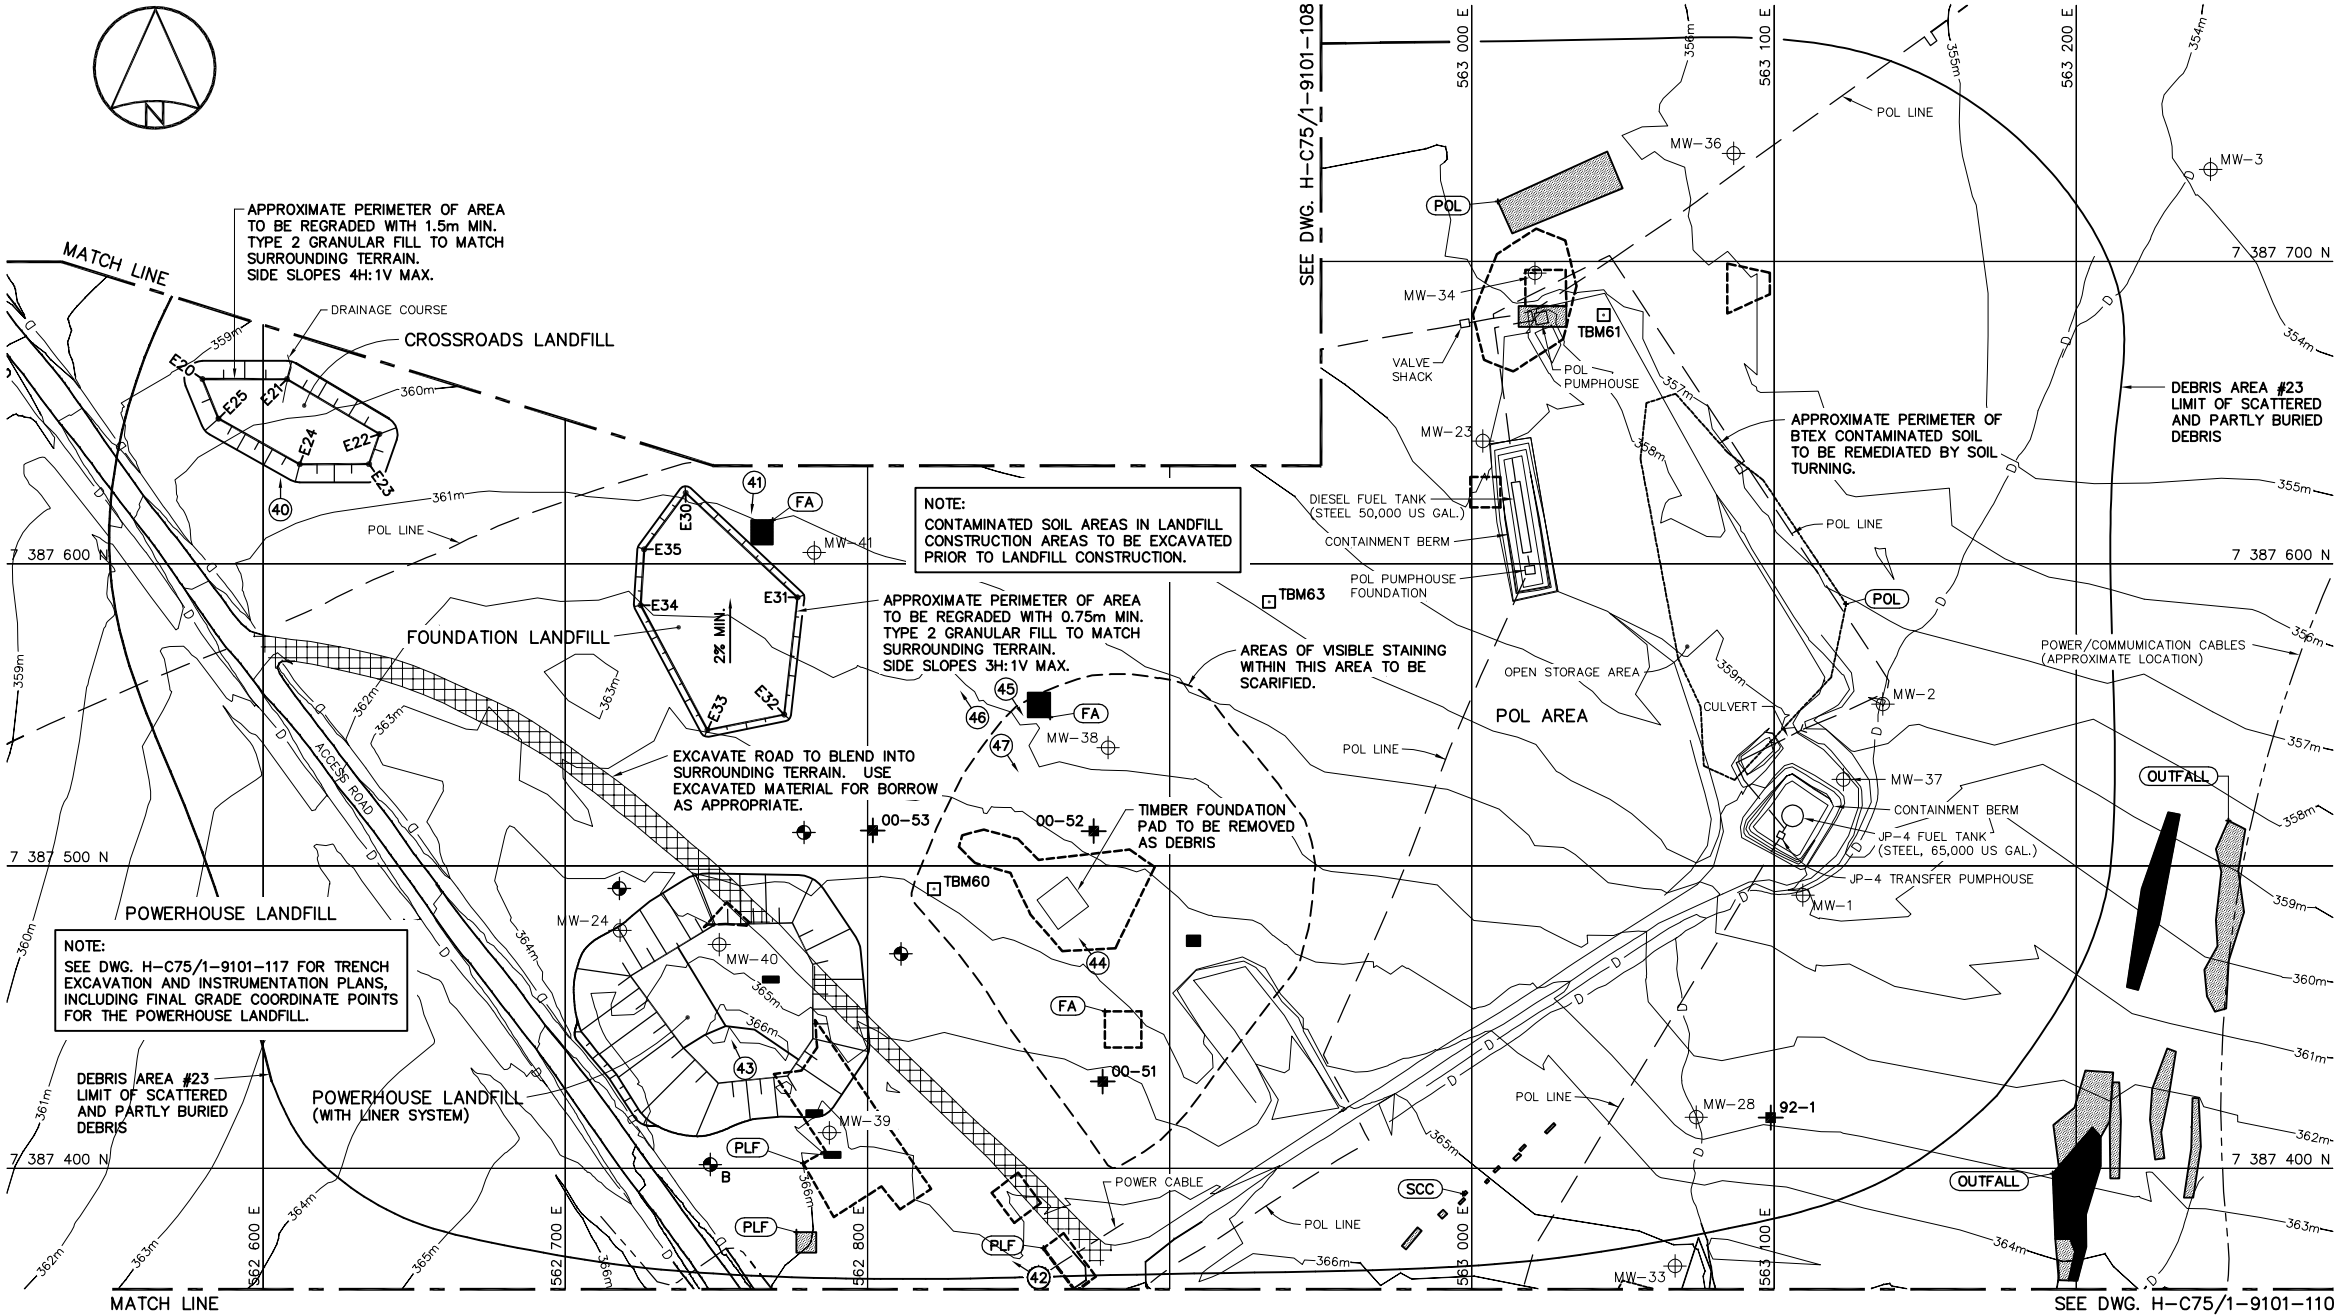 N
SEE DWG. H-C75/1-9101-108
563 000 E
563 100 E
563 200 E
356m
355m
354m
POL LINE
MW-36
MW-3
POL
D
APPROXIMATE PERIMETER OF AREA
TO BE REGRADED WITH 1.5m MIN.
TYPE 2 GRANULAR FILL TO MATCH
SURROUNDING TERRAIN.
SIDE SLOPES 4H:1V MAX.
MATCH LINE
DRAINAGE COURSE
CROSSROADS LANDFILL
359m
360m
D
E20
E21
E25
E24
E22
E23
40
7 387 700 N
MW-34
TBM61
VALVE
SHACK
POL
PUMPHOUSE
357m
354m
D
D
DEBRIS AREA #23
LIMIT OF SCATTERED
AND PARTLY BURIED
DEBRIS
APPROXIMATE PERIMETER OF
BTEX CONTAMINATED SOIL
TO BE REMEDIATED BY SOIL
TURNING.
MW-23
358m
D
355m
D
361m
POL LINE
41
FA
E30
E35
MW-41
NOTE:
CONTAMINATED SOIL AREAS IN LANDFILL
CONSTRUCTION AREAS TO BE EXCAVATED
PRIOR TO LANDFILL CONSTRUCTION.
DIESEL FUEL TANK
(STEEL 50,000 US GAL.)
CONTAINMENT BERM
POL PUMPHOUSE
FOUNDATION
POL LINE
D
7 387 600 N
7 387 600 N
E34
E31
2% MIN.
FOUNDATION LANDFILL
APPROXIMATE PERIMETER OF AREA
TO BE REGRADED WITH 0.75m MIN.
TYPE 2 GRANULAR FILL TO MATCH
SURROUNDING TERRAIN.
SIDE SLOPES 3H:1V MAX.
TBM63
POL
D
356m
AREAS OF VISIBLE STAINING
WITHIN THIS AREA TO BE
SCARIFIED.
POWER/COMMUNICATION CABLES
(APPROXIMATE LOCATION)
OPEN STORAGE AREA
359m
359m
362m
363m
363m
D
E33
E32
45
46
47
FA
MW-38
POL AREA
CULVERT
MW-2
D
D
357m
ACCESS ROAD
EXCAVATE ROAD TO BLEND INTO
SURROUNDING TERRAIN. USE
EXCAVATED MATERIAL FOR BORROW
AS APPROPRIATE.
POL LINE
MW-37
OUTFALL
CONTAINMENT BERM
JP-4 FUEL TANK
(STEEL, 65,000 US GAL.)
JP-4 TRANSFER PUMPHOUSE
358m
TIMBER FOUNDATION
PAD TO BE REMOVED
AS DEBRIS
00-53
00-52
D
D
7 387 500 N
TBM60
D
MW-1
359m
POWERHOUSE LANDFILL
MW-24
MW-40
364m
360m
D
D
NOTE:
SEE DWG. H-C75/1-9101-117 FOR TRENCH
EXCAVATION AND INSTRUMENTATION PLANS,
INCLUDING FINAL GRADE COORDINATE POINTS
FOR THE POWERHOUSE LANDFILL.
44
D
D
360m
365m
366m
FA
43
D
D
361m
DEBRIS AREA #23
LIMIT OF SCATTERED
AND PARTLY BURIED
DEBRIS
361m
POWERHOUSE LANDFILL
(WITH LINER SYSTEM)
00-51
POL LINE
MW-28
92-1
MW-39
PLF
365m
362m
D
7 387 400 N
7 387 400 N
B
366m
POWER CABLE
SCC
OUTFALL
D
364m
562 600 E
562 700 E
562 800 E
563 000 E
563 100 E
PLF
PLF
POL LINE
363m
364m
362m
363m
365m
366m
42
366m
MW-33
D
MATCH LINE
SEE DWG. H-C75/1-9101-110